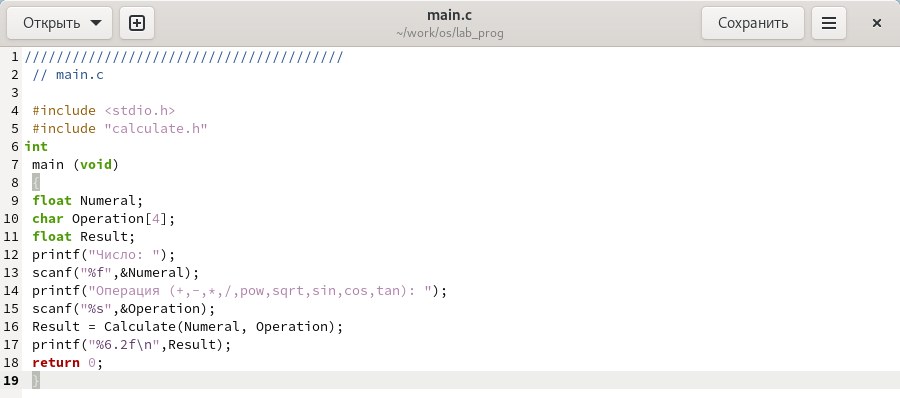 Открыть
main.c
~/work/os/lab_prog
Сохранить
1 ////////////////////////////////////////
2 // main.c
3
4 #include <stdio.h>
5 #include "calculate.h"
6 int
7 main (void)
8 {
9 float Numeral;
10 char Operation[4];
11 float Result;
12 printf("Число: ");
13 scanf("%f",&Numeral);
14 printf("Операция (+,-,*,/,pow,sqrt,sin,cos,tan): ");
15 scanf("%s",&Operation);
16 Result = Calculate(Numeral, Operation);
17 printf("%6.2f\n",Result);
18 return 0;
19 }